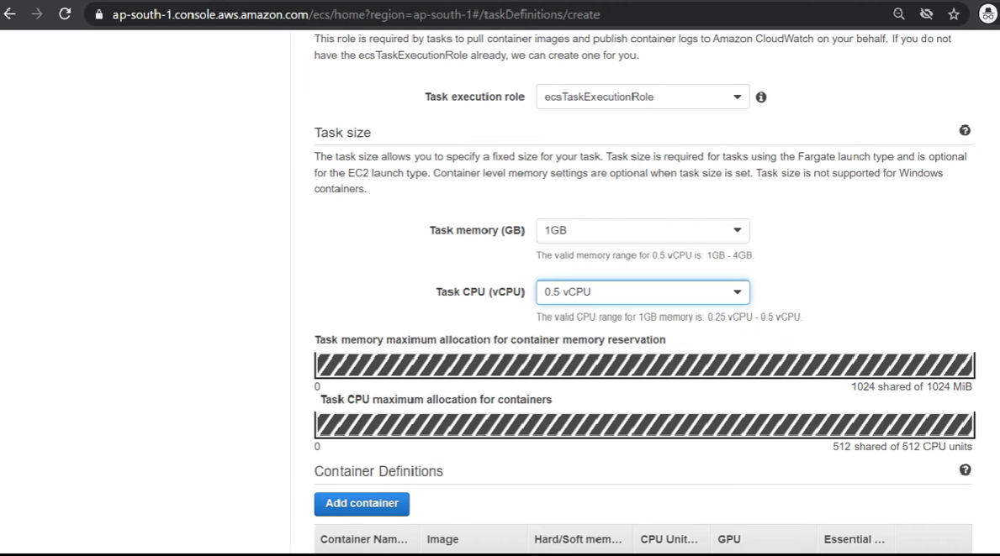 ap-south-1.console.aws.amazon.com/ecs/home?region=ap-south-1#/taskDefinitions/create
This role is required by tasks to pull container images and publish container logs to Amazon CloudWatch on your behalf. If you do not
have the ecsTaskExecutionRole already, we can create one for you.
Task execution role ecsTaskExecutionRole
Task size
The task size allows you to specify a fixed size for your task. Task size is required for tasks using the Fargate launch type and is optional
for the EC2 launch type. Container level memory settings are optional when task size is set. Task size is not supported for Windows
containers.
Task memory (GB) 1GB
The valid memory range for 0.5 vCPU is: 1GB - 4GB.
Task CPU (vCPU) 0.5 vCPU
The valid CPU range for 1GB memory is: 0.25 vCPU - 0.5 vCPU.
Task memory maximum allocation for container memory reservation
0 1024 shared of 1024 MiB
Task CPU maximum allocation for containers
0 512 shared of 512 CPU units
Container Definitions
Add container
Container Nam... Image Hard/Soft mem... CPU Unit... GPU Essential ...